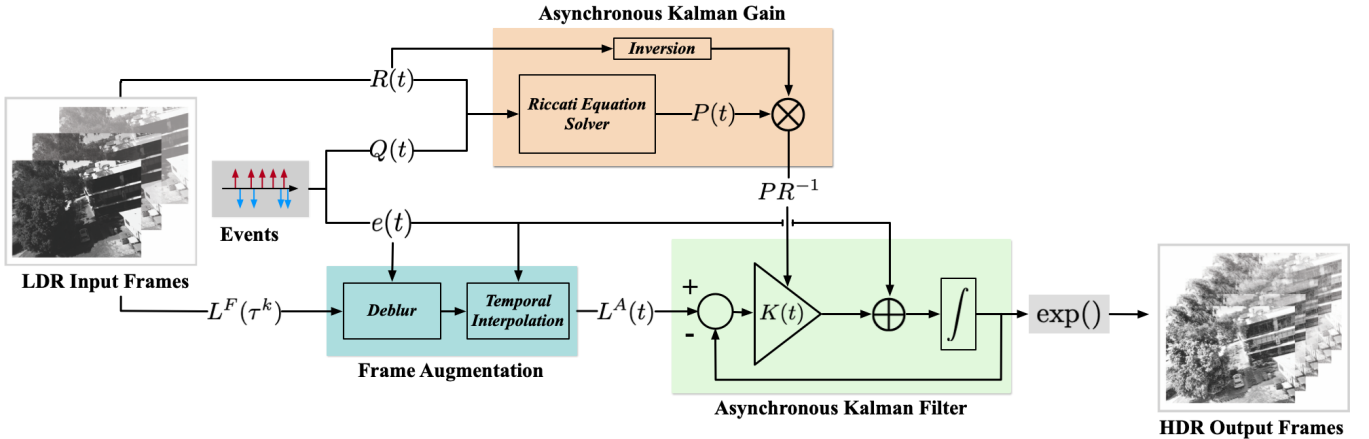 Asynchronous Kalman Gain
Inversion
R(t)
Riccati Equation
Solver
P(t)
Q(t)
PR⁻¹
e(t)
Events
LDR Input Frames
L^F(τ^k)
Deblur
Temporal
Interpolation
L^A(t)
Frame Augmentation
+
-
K(t)
∫
exp()
Asynchronous Kalman Filter
HDR Output Frames